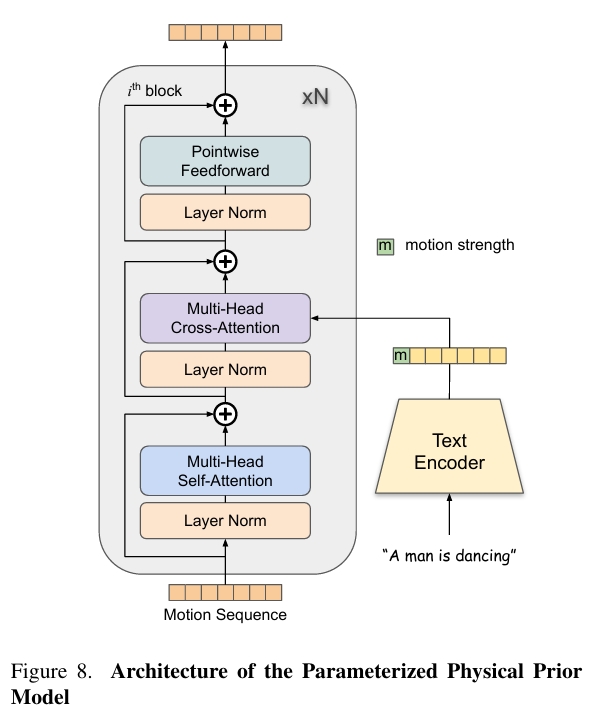 ith block
xN
Pointwise
Feedforward
Layer Norm
m motion strength
Multi-Head
Cross-Attention
Layer Norm
m
Multi-Head
Self-Attention
Layer Norm
Text
Encoder
“A man is dancing”
Motion Sequence
Figure 8. Architecture of the Parameterized Physical Prior
Model